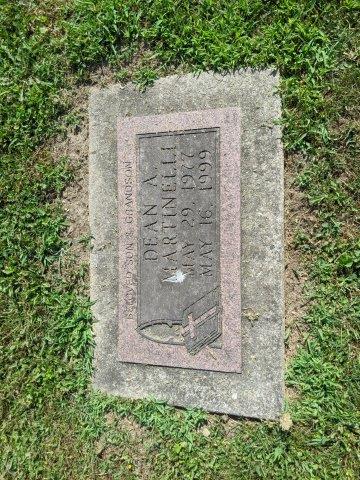 BELOVED SON & GRANDSON
DEAN A.
MARTINELLI
MAY 29, 1977
MAY 16, 1999